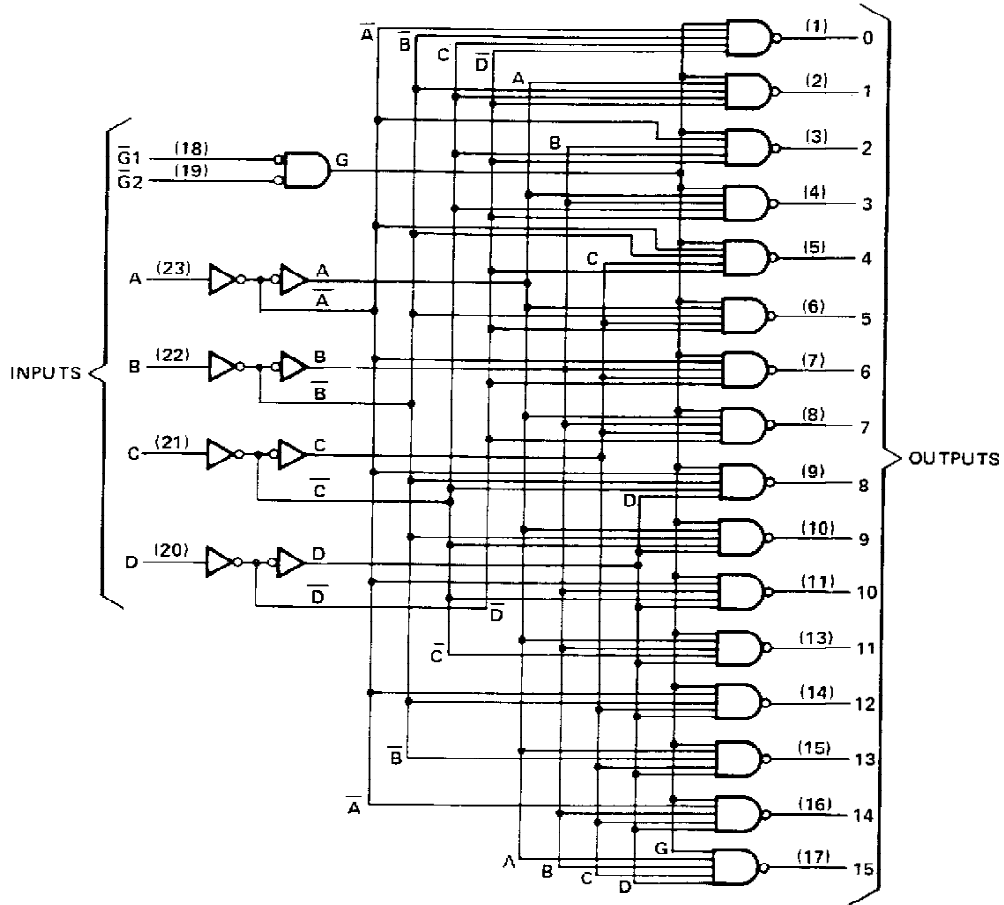 A̅
B̅
C
D̅
A
(1) 0
(2) 1
B
(3) 2
G̅1 (18)
G̅2 (19)
G
(4) 3
C
(5) 4
A (23)
A
A̅
(6) 5
INPUTS
B (22)
B
B̅
(7) 6
(8) 7
C (21)
C
C̅
OUTPUTS
D
(9) 8
(10) 9
D (20)
D
D̅
D̅
(11) 10
C̅
(13) 11
(14) 12
B̅
(15) 13
A̅
(16) 14
G
(17) 15
A
B
C
D